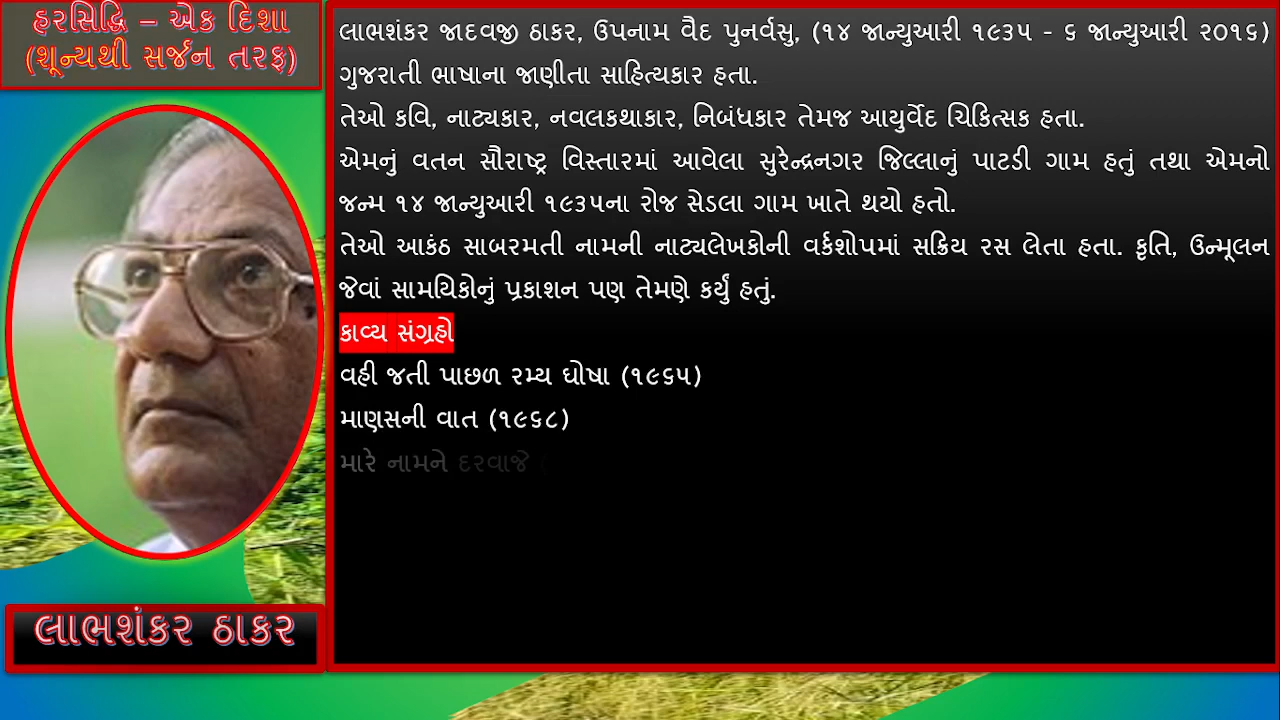 હરસિદ્ધિ – એક દિશા
(શૂન્યથી સર્જન તરફ)
લાભશંકર જાદવજી ઠાકર, ઉપનામ વૈદ પુનર્વસુ, (૧૪ જાન્યુઆરી ૧૯૩૫ - ૬ જાન્યુઆરી ૨૦૧૬)
ગુજરાતી ભાષાના જાણીતા સાહિત્યકાર હતા.
તેઓ કવિ, નાટ્યકાર, નવલકથાકાર, નિબંધકાર તેમજ આયુર્વેદ ચિકિત્સક હતા.
એમનું વતન સૌરાષ્ટ્ર વિસ્તારમાં આવેલા સુરેન્દ્રનગર જિલ્લાનું પાટડી ગામ હતું તથા એમનો
જન્મ ૧૪ જાન્યુઆરી ૧૯૩૫ના રોજ સેડલા ગામ ખાતે થયો હતો.
તેઓ આકંઠ સાબરમતી નામની નાટ્યલેખકોની વર્કશોપમાં સક્રિય રસ લેતા હતા. કૃતિ, ઉન્મૂલન
જેવાં સામયિકોનું પ્રકાશન પણ તેમણે કર્યું હતું.
કાવ્ય સંગ્રહો
વહી જતી પાછળ રમ્ય ઘોષા (૧૯૬૫)
માણસની વાત (૧૯૬૮)
મારે નામને દરવાજે (
લાભશંકર ઠાકર